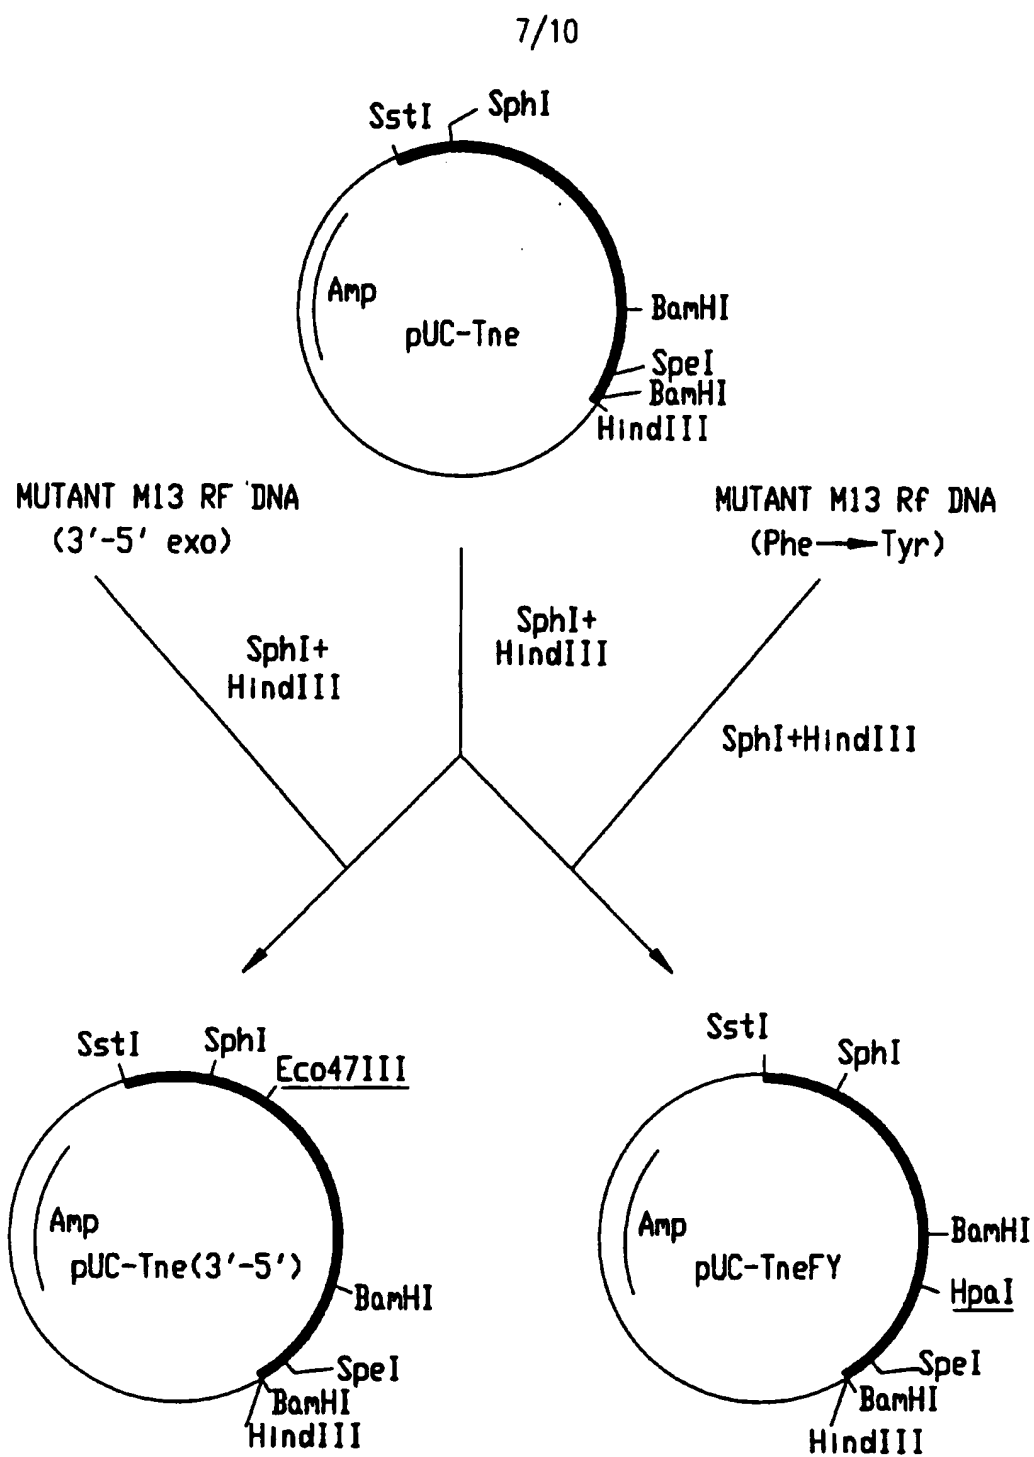 7/10
SstI
SphI
Amp
pUC-Tne
BamHI
SpeI
BamHI
HindIII
MUTANT M13 RF DNA
(3'-5' exo)
MUTANT M13 Rf DNA
(Phe→Tyr)
SphI+
HindIII
SphI+
HindIII
SphI+HindIII
SstI
SphI
Eco47III
Amp
pUC-Tne(3'-5')
BamHI
SpeI
BamHI
HindIII
SstI
SphI
Amp
pUC-TneFY
BamHI
HpaI
SpeI
BamHI
HindIII